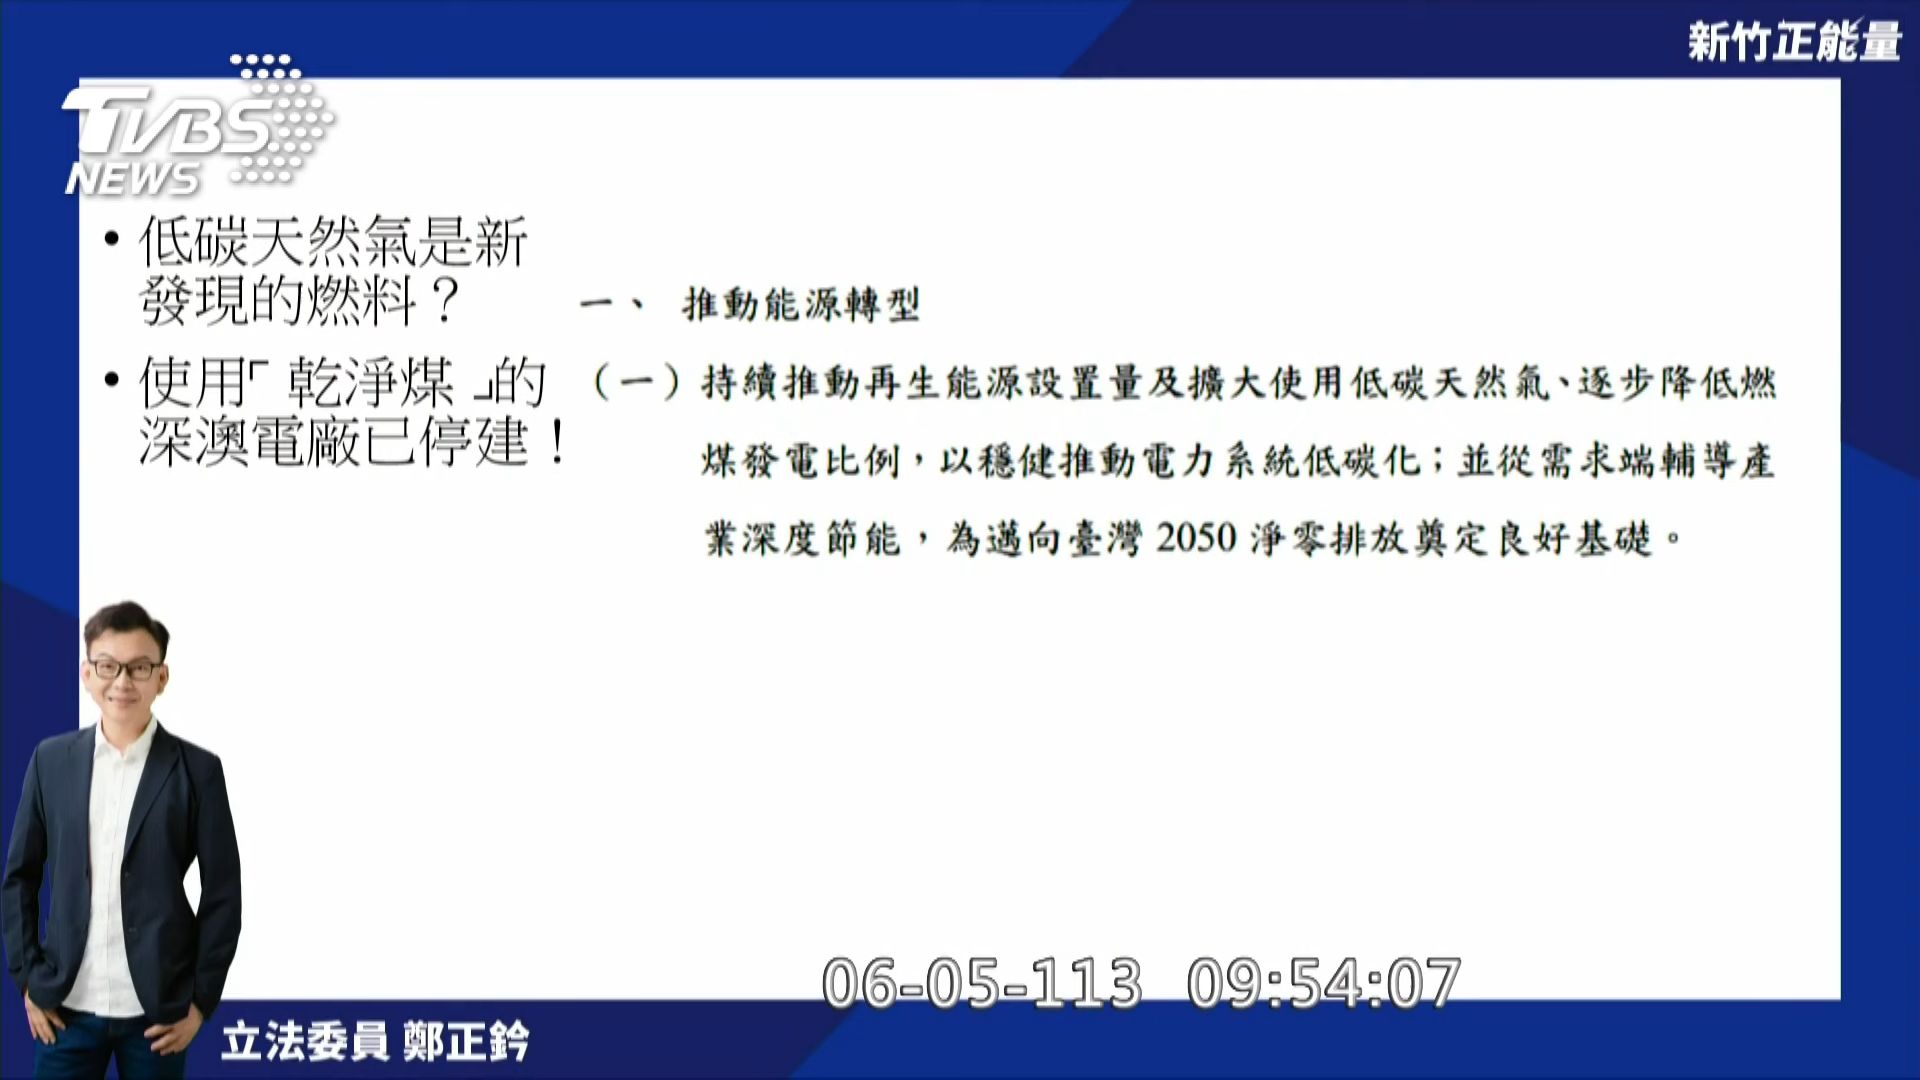 新竹正能量
TVBS
NEWS
• 低碳天然氣是新
發現的燃料？
• 使用「乾淨煤」的
深澳電廠已停建！
一、 推動能源轉型
（一）持續推動再生能源設置量及擴大使用低碳天然氣、逐步降低燃
煤發電比例，以穩健推動電力系統低碳化；並從需求端輔導產
業深度節能，為邁向臺灣 2050 淨零排放奠定良好基礎。
06-05-113 09:54:07
立法委員 鄭正鈐